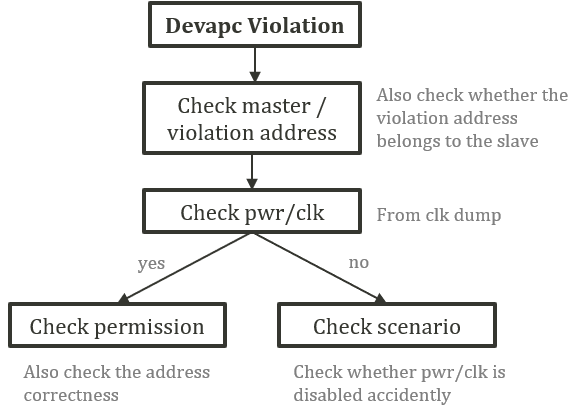 Devapc Violation
Check master /
violation address
Also check whether the
violation address
belongs to the slave
Check pwr/clk
From clk dump
yes
no
Check permission
Check scenario
Also check the address
correctness
Check whether pwr/clk is
disabled accidently